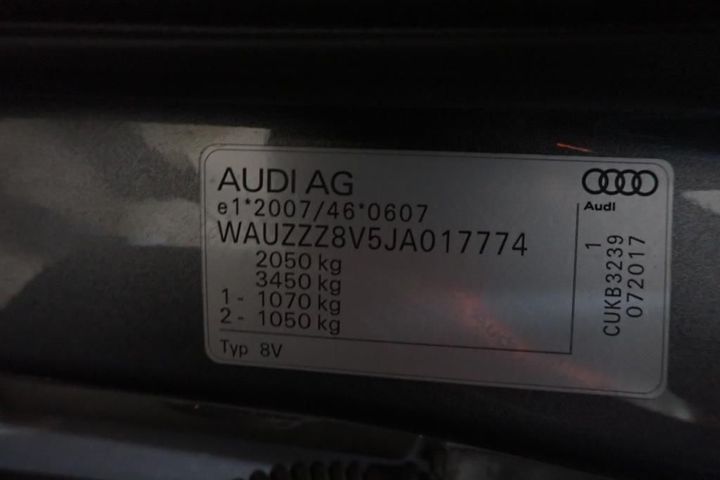 AUDI AG
e1*2007/46*0607
WAUZZZ8V5JA017774
2050 kg
3450 kg
1 - 1070 kg
2 - 1050 kg
Typ 8V
Audi
1
CUKB3239
072017